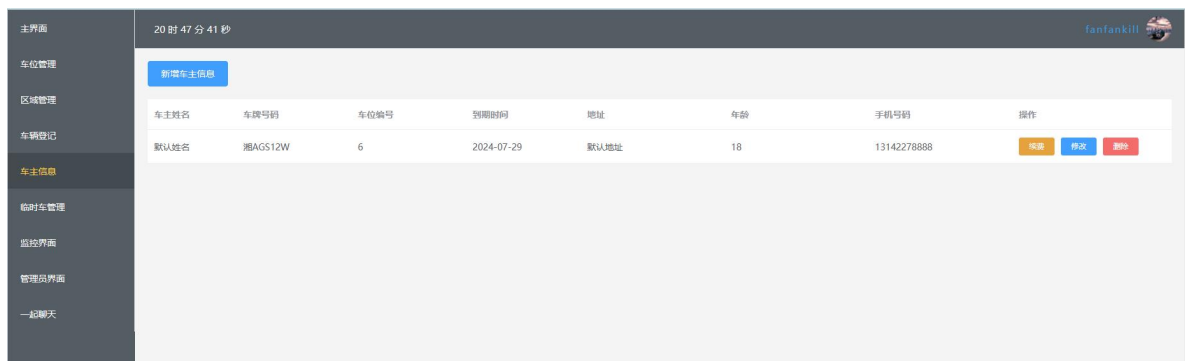 主界面
20 时 47 分 41 秒
fanfankill
车位管理
新增车主信息
区域管理
车主姓名 车牌号码 车位编号 到期时间 地址 年龄 手机号码 操作
车辆登记
默认姓名 湘AGS12W 6 2024-07-29 默认地址 18 13142278888 续费 修改 删除
车主信息
临时车管理
监控界面
管理员界面
一起聊天